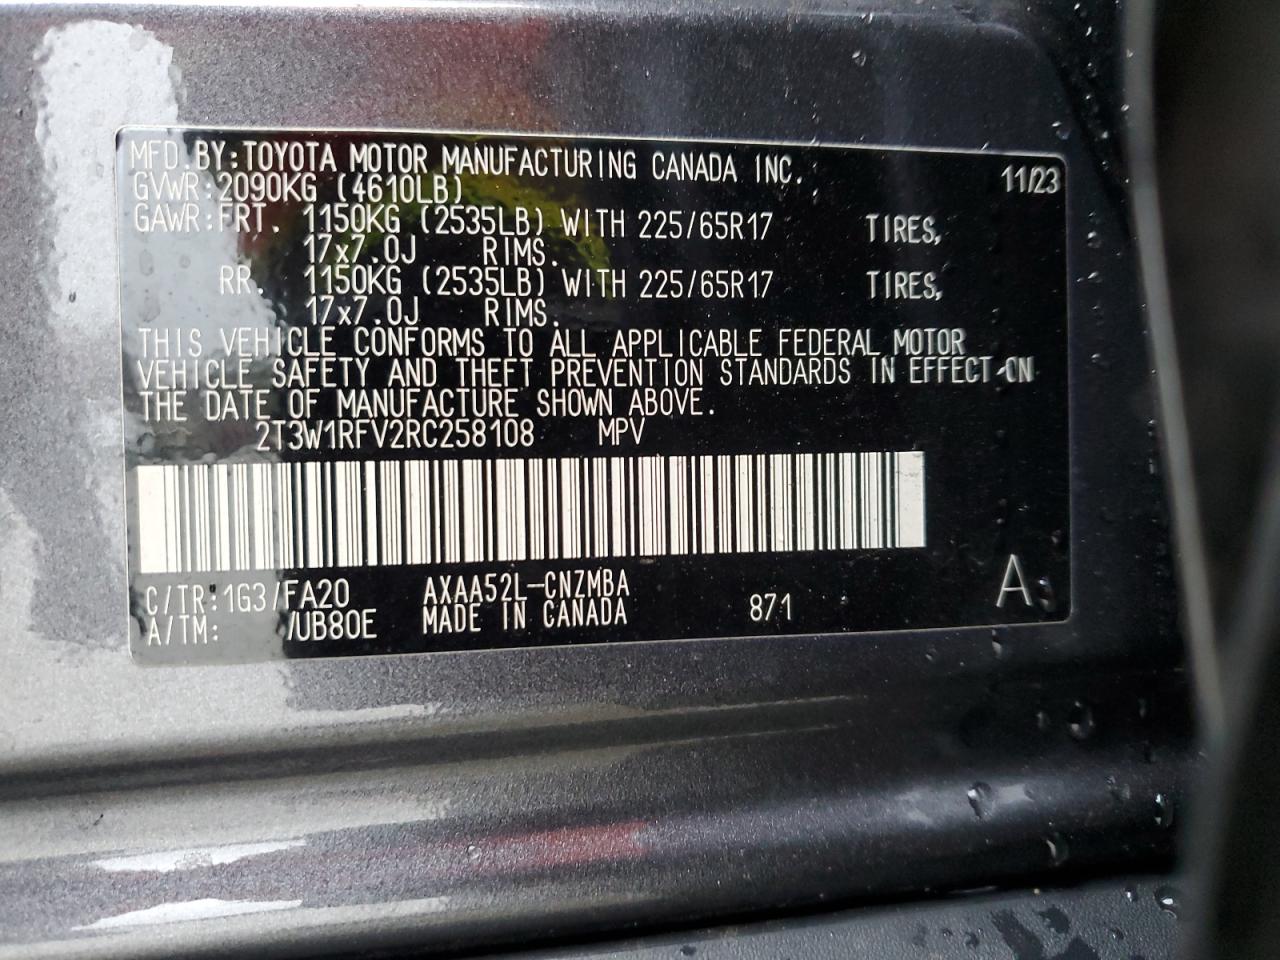 MFD.BY:TOYOTA MOTOR MANUFACTURING CANADA INC. 11/23
GVWR:2090KG (4610LB)
GAWR:FRT. 1150KG (2535LB) WITH 225/65R17 TIRES,
17x7.0J RIMS.
RR. 1150KG (2535LB) WITH 225/65R17 TIRES,
17x7.0J RIMS.
THIS VEHICLE CONFORMS TO ALL APPLICABLE FEDERAL MOTOR
VEHICLE SAFETY AND THEFT PREVENTION STANDARDS IN EFFECT ON
THE DATE OF MANUFACTURE SHOWN ABOVE.
2T3W1RFV2RC258108 MPV
C/TR:1G3/FA20 AXAA52L-CNZMBA
A/TM: /UB80E MADE IN CANADA 871 A